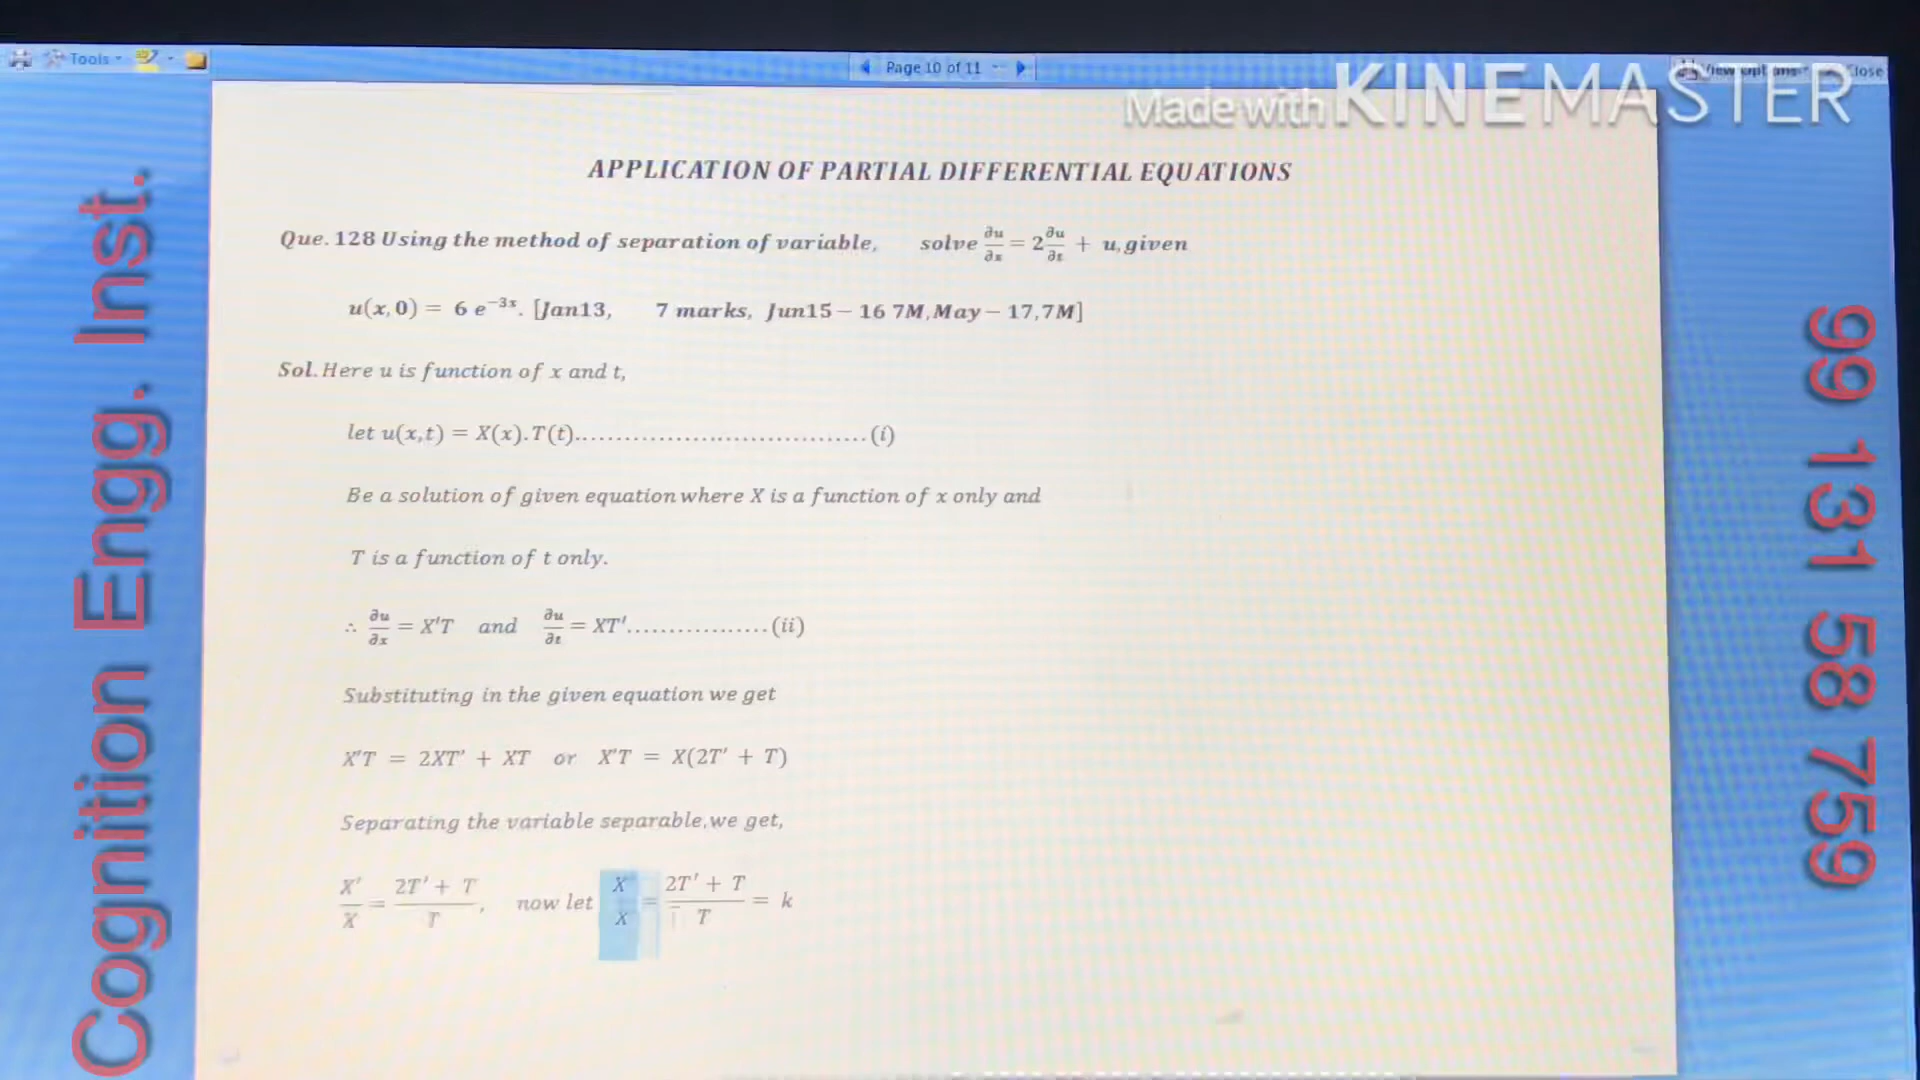 Tools
Page 10 of 11
View Options
Close
Made with KINEMASTER
APPLICATION OF PARTIAL DIFFERENTIAL EQUATIONS
Que. 128 Using the method of separation of variable, solve ∂u/∂x = 2 ∂u/∂t + u, given
u(x, 0) = 6 e^{-3x}. [Jan13, 7 marks, Jun15 – 16 7M, May – 17, 7M]
Sol. Here u is function of x and t,
let u(x,t) = X(x). T(t).................................(i)
Be a solution of given equation where X is a function of x only and
T is a function of t only.
∴ ∂u/∂x = X'T and ∂u/∂t = XT'.................(ii)
Substituting in the given equation we get
X'T = 2XT' + XT or X'T = X(2T' + T)
Separating the variable separable, we get,
X'/X = (2T' + T)/T, now let X'/X = (2T' + T)/T = k
Cognition Engg. Inst.
99 131 58 759